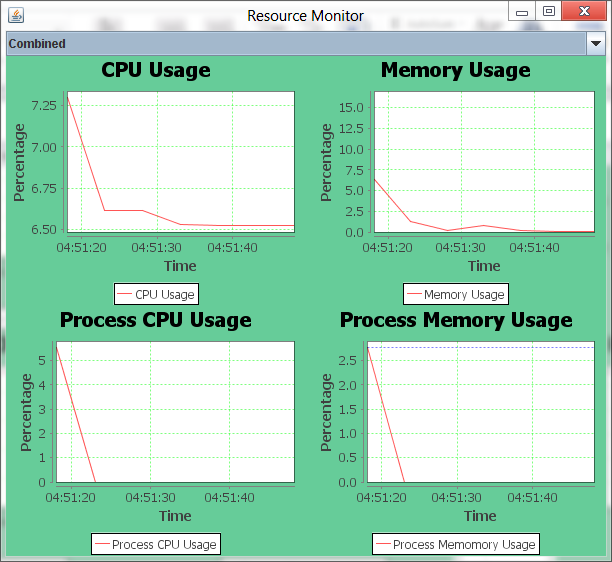 Resource Monitor
Combined
CPU Usage
Percentage
7.25
7.00
6.75
6.50
04:51:20 04:51:30 04:51:40
Time
CPU Usage
Memory Usage
Percentage
15.0
12.5
10.0
7.5
5.0
2.5
0.0
04:51:20 04:51:30 04:51:40
Time
Memory Usage
Process CPU Usage
Percentage
5
4
3
2
1
0
04:51:20 04:51:30 04:51:40
Time
Process CPU Usage
Process Memory Usage
Percentage
2.5
2.0
1.5
1.0
0.5
0.0
04:51:20 04:51:30 04:51:40
Time
Process Memomory Usage